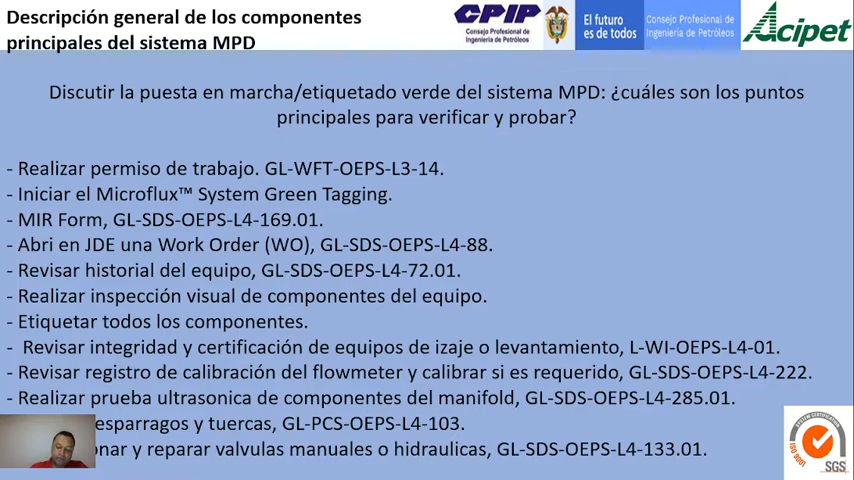 Descripción general de los componentes
principales del sistema MPD
CPIP
Consejo Profesional de
Ingeniería de Petróleos
El futuro
es de todos
Consejo Profesional de
Ingeniería de Petróleos
Acipet
Discutir la puesta en marcha/etiquetado verde del sistema MPD: ¿cuáles son los puntos
principales para verificar y probar?
- Realizar permiso de trabajo. GL-WFT-OEPS-L3-14.
- Iniciar el Microflux™ System Green Tagging.
- MIR Form, GL-SDS-OEPS-L4-169.01.
- Abri en JDE una Work Order (WO), GL-SDS-OEPS-L4-88.
- Revisar historial del equipo, GL-SDS-OEPS-L4-72.01.
- Realizar inspección visual de componentes del equipo.
- Etiquetar todos los componentes.
- Revisar integridad y certificación de equipos de izaje o levantamiento, L-WI-OEPS-L4-01.
- Revisar registro de calibración del flowmeter y calibrar si es requerido, GL-SDS-OEPS-L4-222.
- Realizar prueba ultrasonica de componentes del manifold, GL-SDS-OEPS-L4-285.01.
esparragos y tuercas, GL-PCS-OEPS-L4-103.
onar y reparar valvulas manuales o hidraulicas, GL-SDS-OEPS-L4-133.01.
SYSTEM CERTIFICATION
ISO 9001
SGS